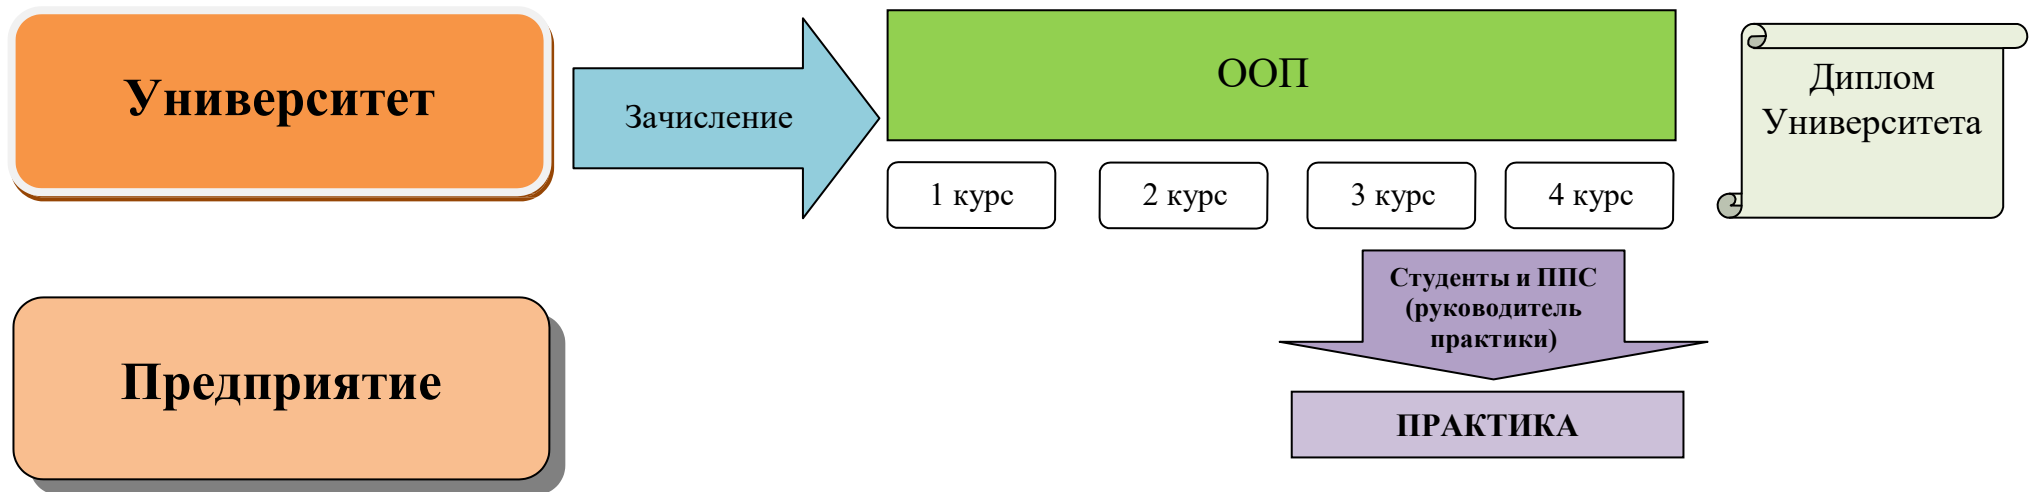 Университет
Зачисление
ООП
Диплом
Университета
1 курс
2 курс
3 курс
4 курс
Студенты и ППС
(руководитель
практики)
Предприятие
ПРАКТИКА